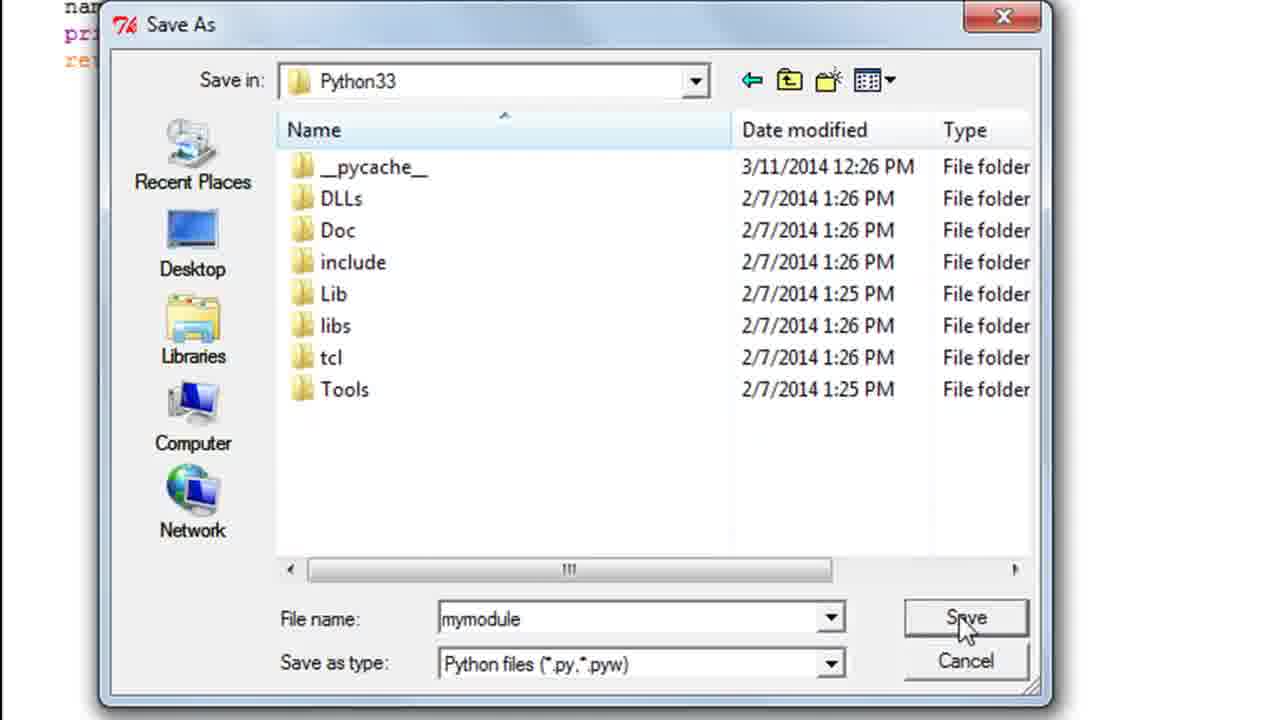 nar
Save As
pri
Save in:
Python33
Name
Date modified
Type
__pycache__
3/11/2014 12:26 PM
File folder
DLLs
2/7/2014 1:26 PM
File folder
Doc
2/7/2014 1:26 PM
File folder
include
2/7/2014 1:26 PM
File folder
Lib
2/7/2014 1:25 PM
File folder
libs
2/7/2014 1:26 PM
File folder
tcl
2/7/2014 1:26 PM
File folder
Tools
2/7/2014 1:25 PM
File folder
Recent Places
Desktop
Libraries
Computer
Network
File name:
mymodule
Save
Save as type:
Python files (*.py,*.pyw)
Cancel